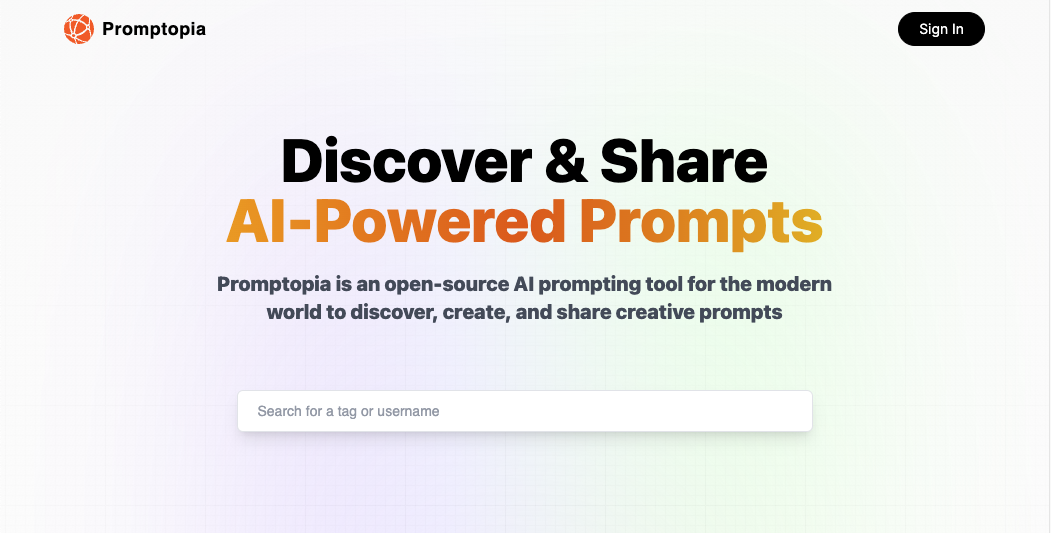 Promptopia
Sign In
Discover & Share
AI-Powered Prompts
Promptopia is an open-source AI prompting tool for the modern
world to discover, create, and share creative prompts
Search for a tag or username